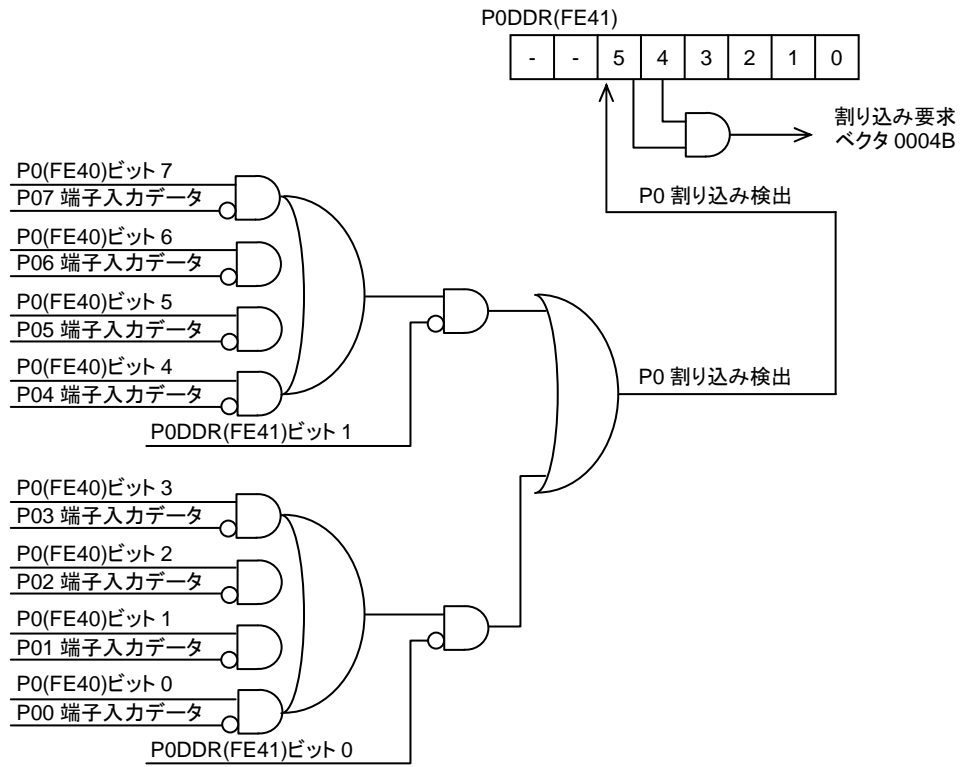 P0DDR(FE41)
- - 5 4 3 2 1 0
割り込み要求
ベクタ 0004B
P0 割り込み検出
P0(FE40)ビット 7
P07 端子入力データ
P0(FE40)ビット 6
P06 端子入力データ
P0(FE40)ビット 5
P05 端子入力データ
P0(FE40)ビット 4
P04 端子入力データ
P0DDR(FE41)ビット 1
P0 割り込み検出
P0(FE40)ビット 3
P03 端子入力データ
P0(FE40)ビット 2
P02 端子入力データ
P0(FE40)ビット 1
P01 端子入力データ
P0(FE40)ビット 0
P00 端子入力データ
P0DDR(FE41)ビット 0